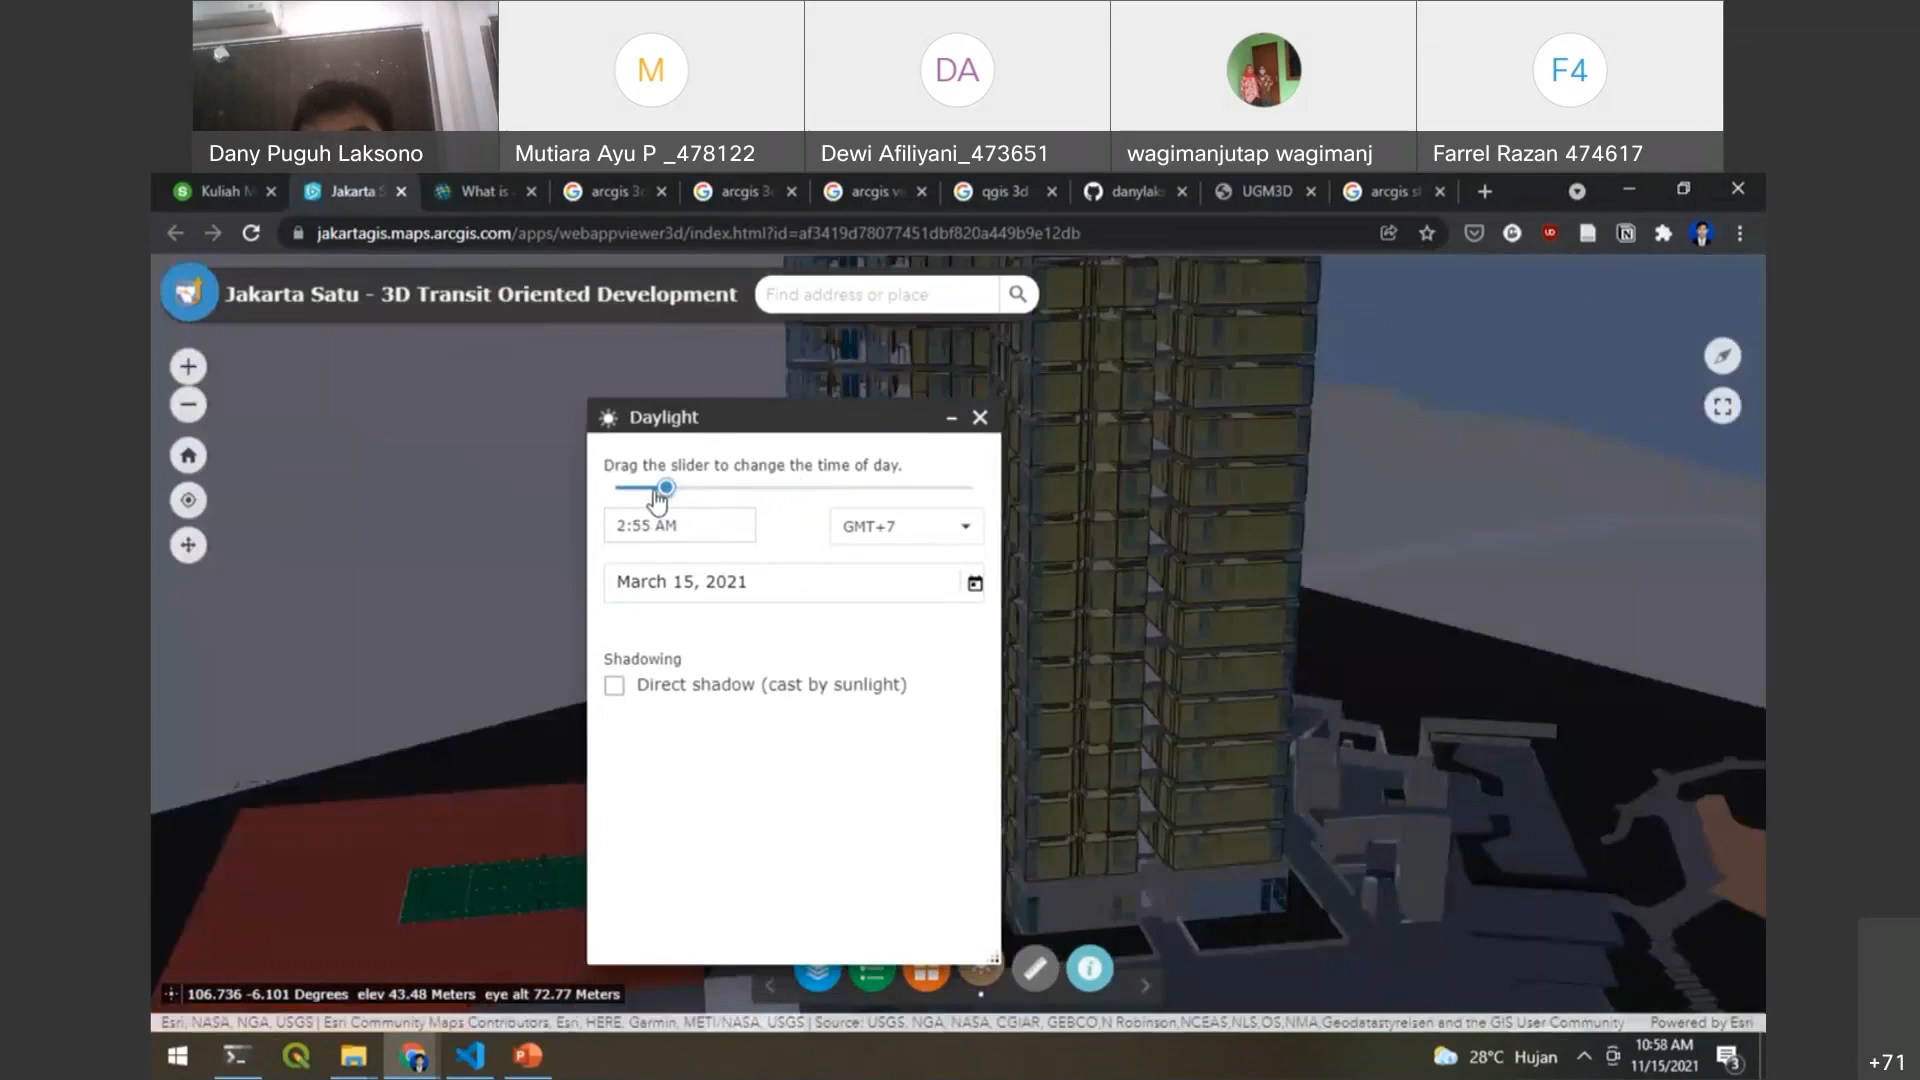 M
DA
F4
Dany Puguh Laksono
Mutiara Ayu P _478122
Dewi Afiliyani_473651
wagimanjutap wagimanj
Farrel Razan 474617
Kuliah
Jakarta
What is
arcgis 3
arcgis 3
arcgis
qgis 3d
danylak
UGM3D
arcgis
jakartagis.maps.arcgis.com/apps/webappviewer3d/index.html?id=af3419d78077451dbf820a449b9e12db
Jakarta Satu - 3D Transit Oriented Development
Find address or place
Daylight
Drag the slider to change the time of day.
2:55 AM
GMT+7
March 15, 2021
Shadowing
Direct shadow (cast by sunlight)
106.736 -6.101 Degrees elev 43.48 Meters eye alt 72.77 Meters
Esri, NASA, NGA, USGS | Esri Community Maps Contributors, Esri, HERE, Garmin, METI/NASA, USGS | Source: USGS, NGA, NASA, CGIAR, GEBCO,N Robinson,NCEAS,NLS,OS,NMA,Geodatastyrelsen and the GIS User Community Powered by Esri
28°C Hujan
10:58 AM
11/15/2021
3
+71